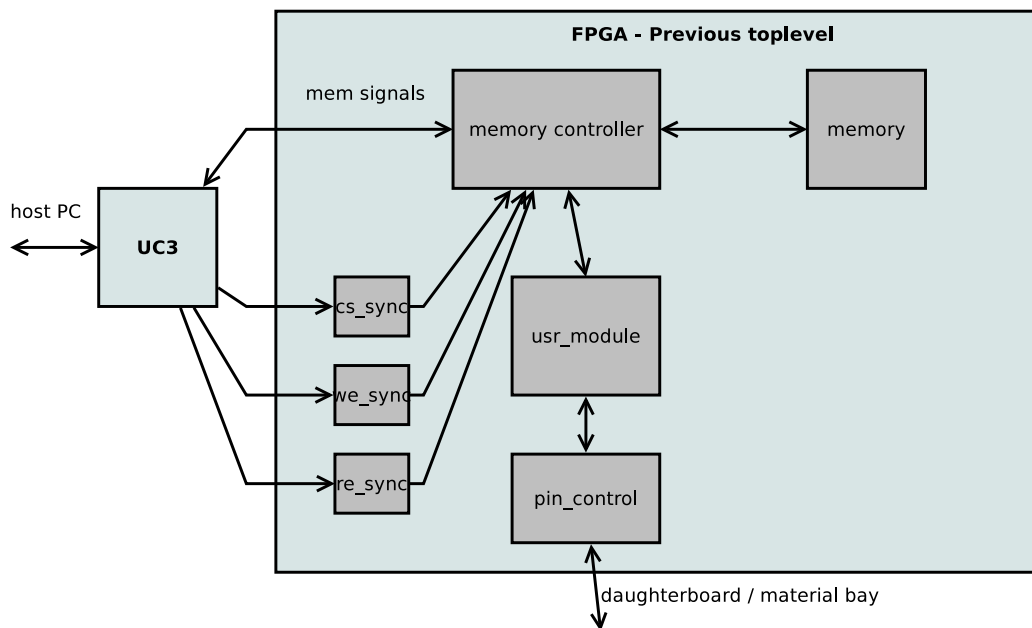 FPGA - Previous toplevel
mem signals
memory controller
memory
host PC
UC3
cs_sync
usr_module
we_sync
re_sync
pin_control
daughterboard / material bay